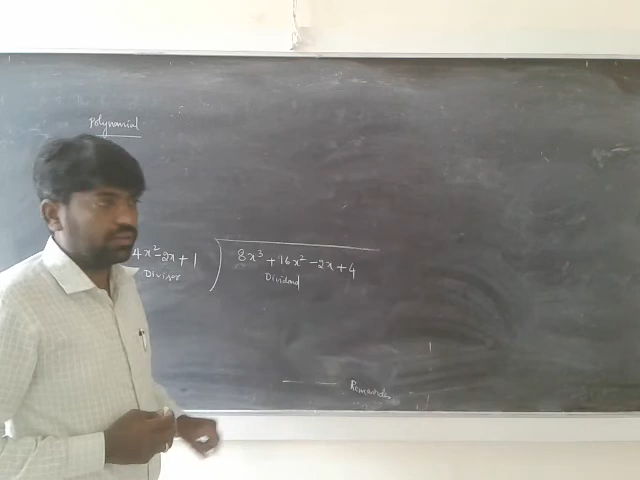 Polynomial
4x² - 2x + 1 ) 8x³ + 16x² - 2x + 4
Divisor Dividend
Remainder